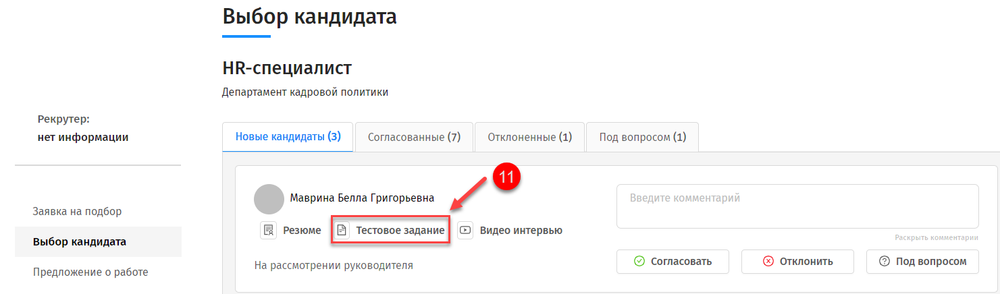 Выбор кандидата
HR-специалист
Департамент кадровой политики
Рекрутер:
нет информации
Заявка на подбор
Выбор кандидата
Предложение о работе
Новые кандидаты (3)
Согласованные (7)
Отклоненные (1)
Под вопросом (1)
11
Маврина Белла Григорьевна
Резюме
Тестовое задание
Видео интервью
На рассмотрении руководителя
Введите комментарий
Раскрыть комментарии
Согласовать
Отклонить
Под вопросом